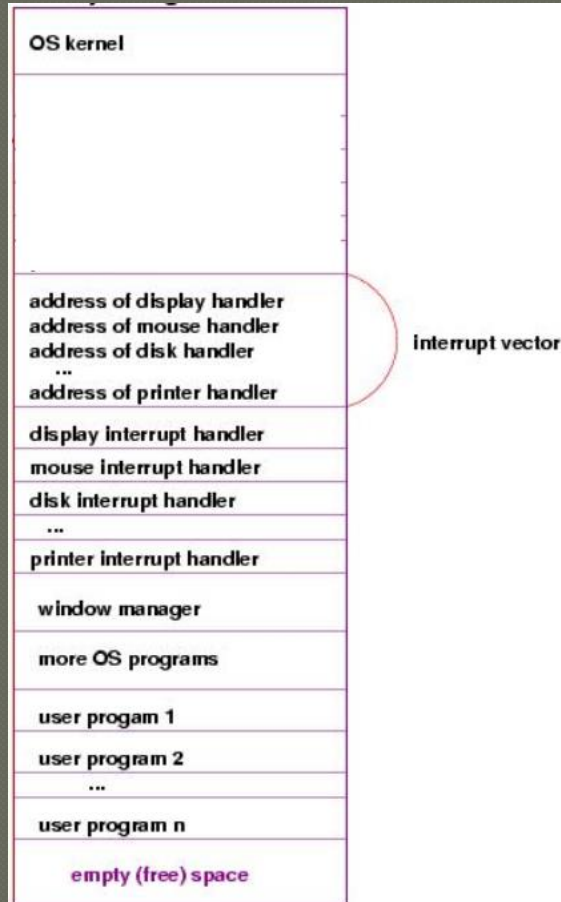 OS kernel
address of display handler
address of mouse handler
address of disk handler
...
address of printer handler
interrupt vector
display interrupt handler
mouse interrupt handler
disk interrupt handler
...
printer interrupt handler
window manager
more OS programs
user progam 1
user program 2
...
user program n
empty (free) space